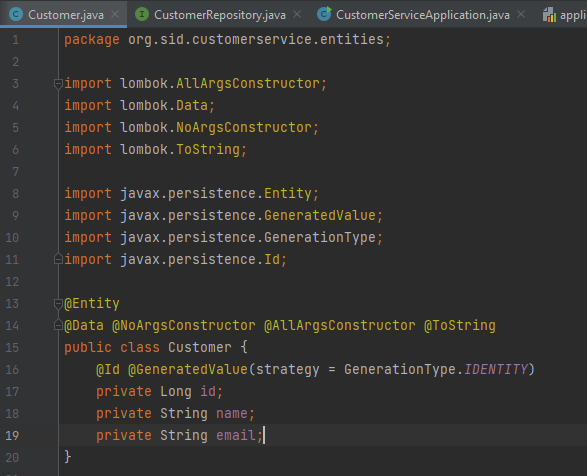 Customer.java × CustomerRepository.java × CustomerServiceApplication.java × appli
1 package org.sid.customerservice.entities;
2
3 import lombok.AllArgsConstructor;
4 import lombok.Data;
5 import lombok.NoArgsConstructor;
6 import lombok.ToString;
7
8 import javax.persistence.Entity;
9 import javax.persistence.GeneratedValue;
10 import javax.persistence.GenerationType;
11 import javax.persistence.Id;
12
13 @Entity
14 @Data @NoArgsConstructor @AllArgsConstructor @ToString
15 public class Customer {
16 @Id @GeneratedValue(strategy = GenerationType.IDENTITY)
17 private Long id;
18 private String name;
19 private String email;
20 }